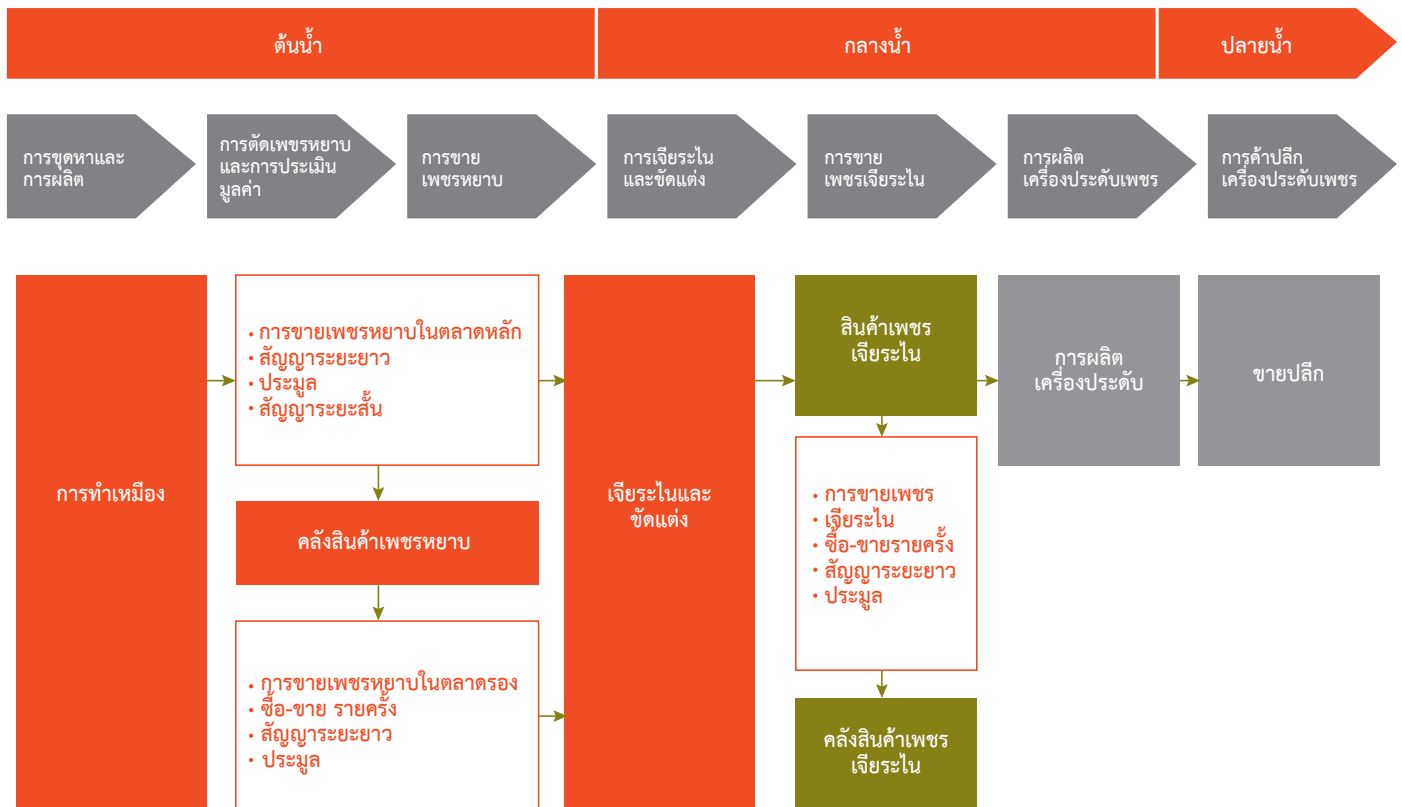 ต้นน้ำ
กลางน้ำ
ปลายน้ำ
การขุดหาและ
การผลิต
การตัดเพชรหยาบ
และการประเมิน
มูลค่า
การขาย
เพชรหยาบ
การเจียระไน
และขัดแต่ง
การขาย
เพชรเจียระไน
การผลิต
เครื่องประดับเพชร
การค้าปลีก
เครื่องประดับเพชร
การทำเหมือง
• การขายเพชรหยาบในตลาดหลัก
• สัญญาระยะยาว
• ประมูล
• สัญญาระยะสั้น
คลังสินค้าเพชรหยาบ
• การขายเพชรหยาบในตลาดรอง
• ซื้อ-ขาย รายครั้ง
• สัญญาระยะยาว
• ประมูล
เจียระไนและ
ขัดแต่ง
สินค้าเพชร
เจียระไน
• การขายเพชร
• เจียระไน
• ซื้อ-ขายรายครั้ง
• สัญญาระยะยาว
• ประมูล
คลังสินค้าเพชร
เจียระไน
การผลิต
เครื่องประดับ
ขายปลีก